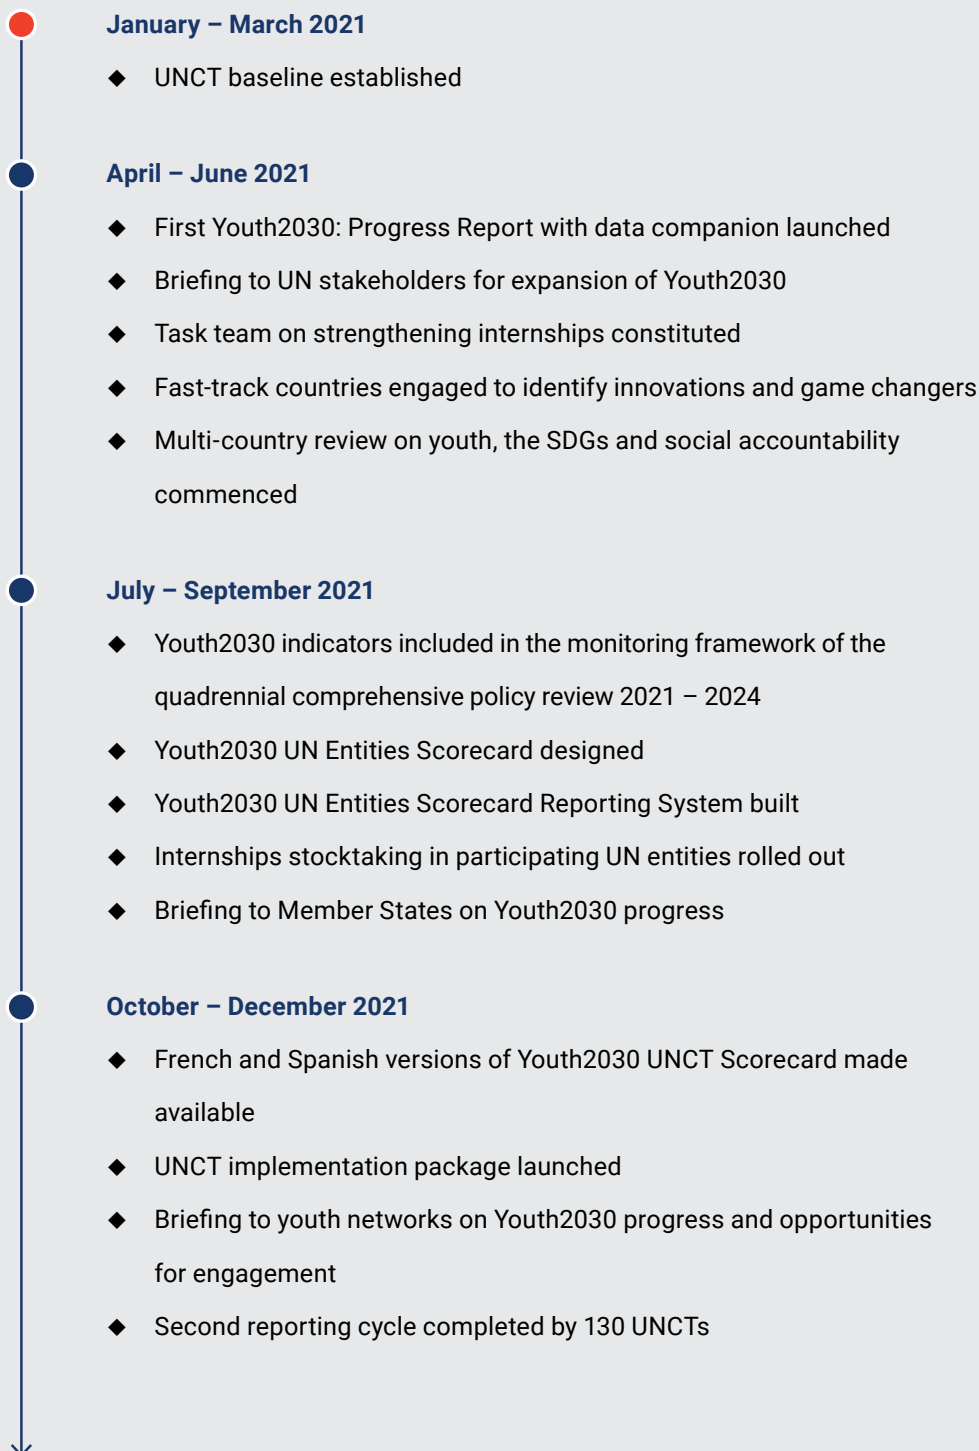 January – March 2021
◆ UNCT baseline established
April – June 2021
◆ First Youth2030: Progress Report with data companion launched
◆ Briefing to UN stakeholders for expansion of Youth2030
◆ Task team on strengthening internships constituted
◆ Fast-track countries engaged to identify innovations and game changers
◆ Multi-country review on youth, the SDGs and social accountability
commenced
July – September 2021
◆ Youth2030 indicators included in the monitoring framework of the
quadrennial comprehensive policy review 2021 – 2024
◆ Youth2030 UN Entities Scorecard designed
◆ Youth2030 UN Entities Scorecard Reporting System built
◆ Internships stocktaking in participating UN entities rolled out
◆ Briefing to Member States on Youth2030 progress
October – December 2021
◆ French and Spanish versions of Youth2030 UNCT Scorecard made
available
◆ UNCT implementation package launched
◆ Briefing to youth networks on Youth2030 progress and opportunities
for engagement
◆ Second reporting cycle completed by 130 UNCTs